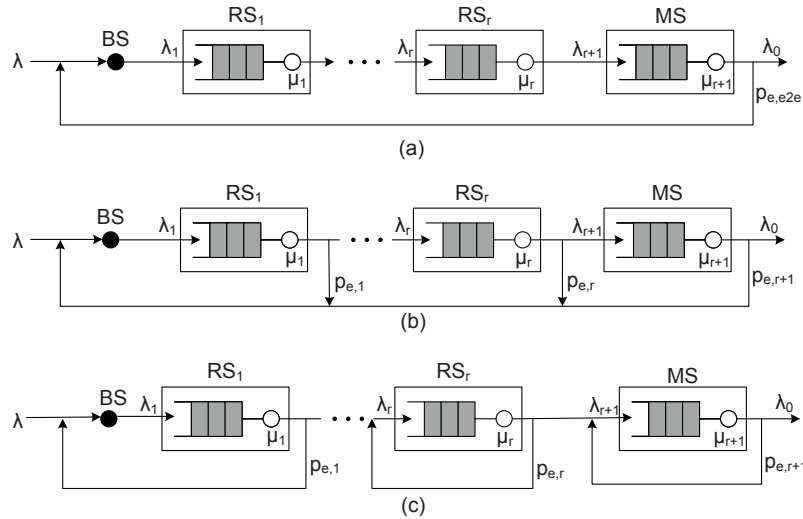 RS₁ RSᵣ MS
λ BS λ₁ μ₁ λᵣ μᵣ λᵣ₊₁ μᵣ₊₁ λ₀
pₑ,ₑ₂ₑ
(a)
RS₁ RSᵣ MS
λ BS λ₁ μ₁ λᵣ μᵣ λᵣ₊₁ μᵣ₊₁ λ₀
pₑ,₁ pₑ,ᵣ pₑ,ᵣ₊₁
(b)
RS₁ RSᵣ MS
λ BS λ₁ μ₁ λᵣ μᵣ λᵣ₊₁ μᵣ₊₁ λ₀
pₑ,₁ pₑ,ᵣ pₑ,ᵣ₊₁
(c)